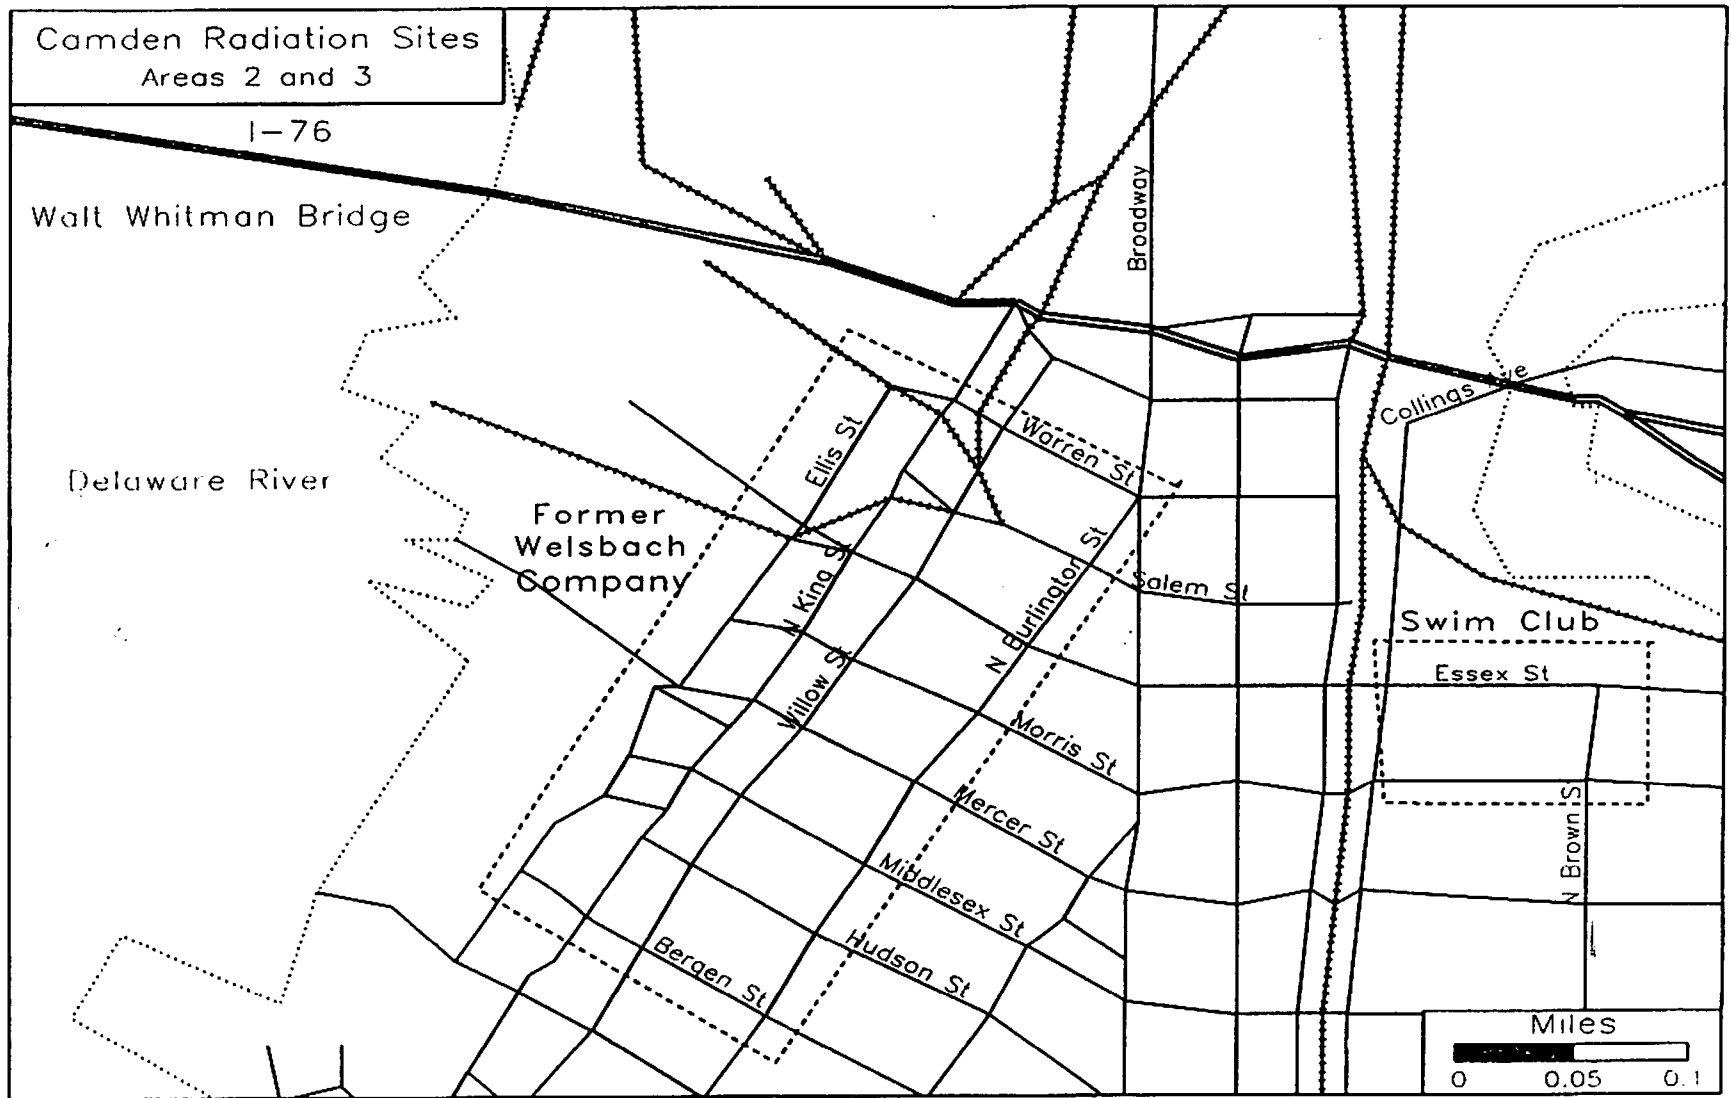 Camden Radiation Sites
Areas 2 and 3
I-76
Walt Whitman Bridge
Broadway
Collings Ave
Warren St
Ellis St
Delaware River
Former
Welsbach
Company
N King St
N Burlington St
Salem St
Swim Club
Essex St
Willow St
Morris St
Mercer St
N Brown St
Middlesex St
Hudson St
Bergen St
Miles
0 0.05 0.1